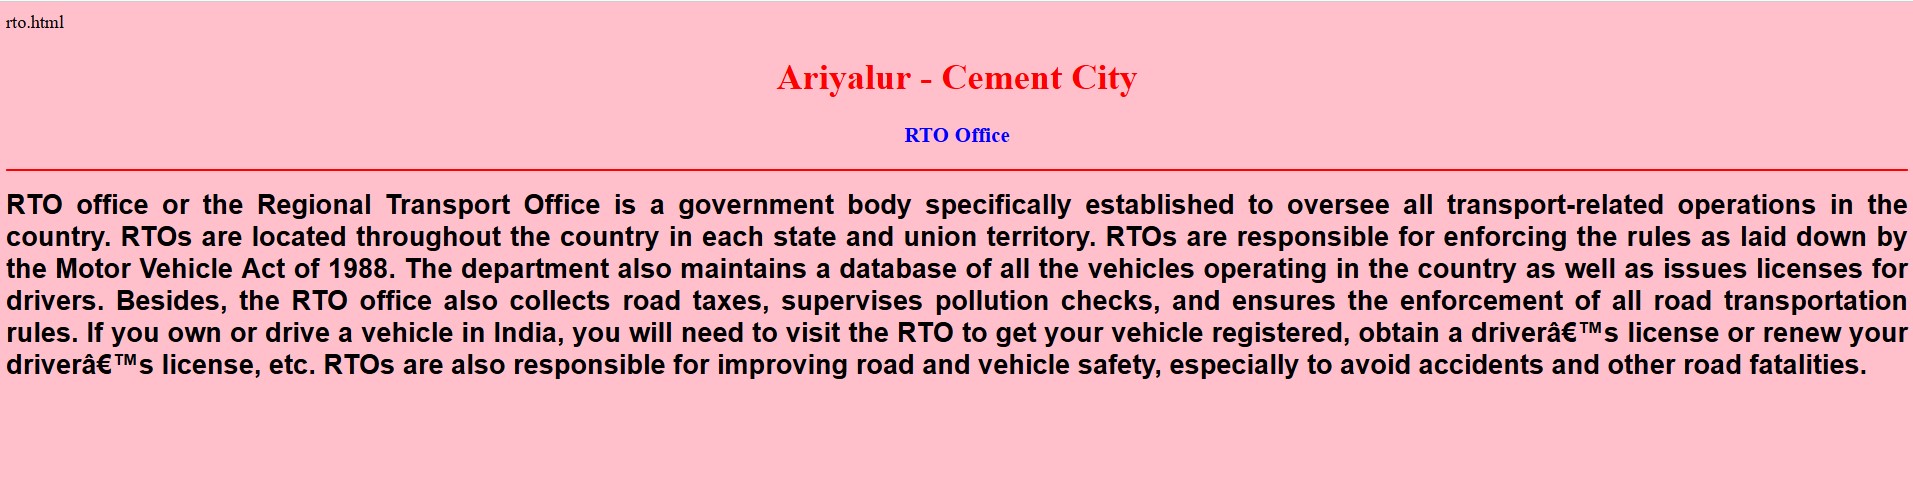 rto.html
Ariyalur - Cement City
RTO Office
RTO office or the Regional Transport Office is a government body specifically established to oversee all transport-related operations in the
country. RTOs are located throughout the country in each state and union territory. RTOs are responsible for enforcing the rules as laid down by
the Motor Vehicle Act of 1988. The department also maintains a database of all the vehicles operating in the country as well as issues licenses for
drivers. Besides, the RTO office also collects road taxes, supervises pollution checks, and ensures the enforcement of all road transportation
rules. If you own or drive a vehicle in India, you will need to visit the RTO to get your vehicle registered, obtain a driverâ€™s license or renew your
driverâ€™s license, etc. RTOs are also responsible for improving road and vehicle safety, especially to avoid accidents and other road fatalities.